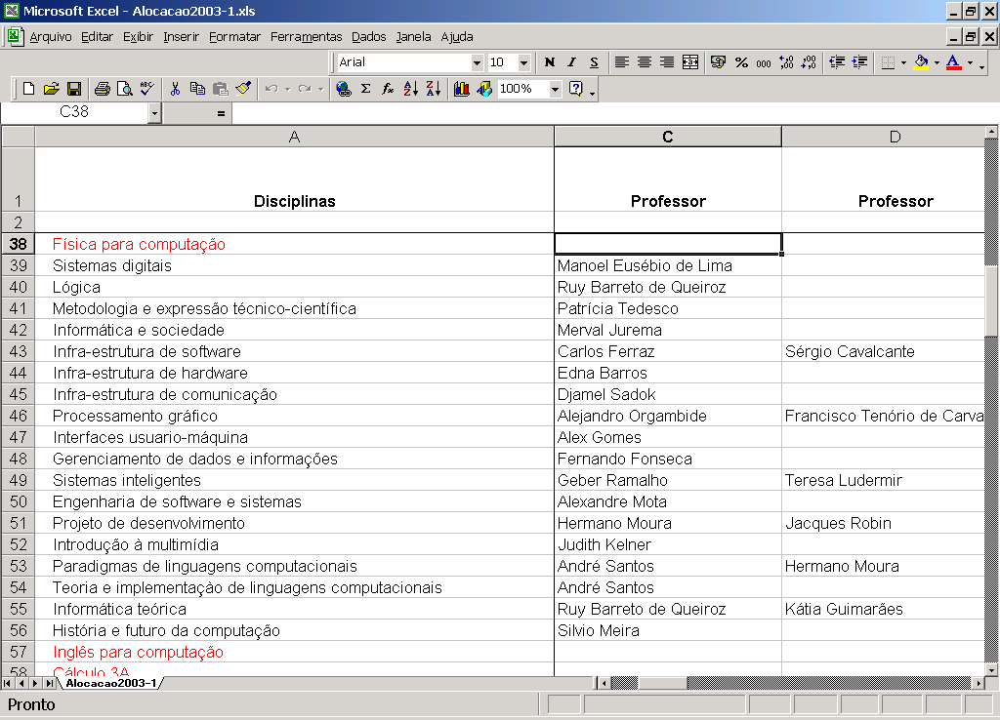 Microsoft Excel - Alocacao2003-1.xls
Arquivo Editar Exibir Inserir Formatar Ferramentas Dados Janela Ajuda
Arial 10 N I S % 000
Σ fx 100%
C38 =
A C D
1 Disciplinas Professor Professor
2
38 Física para computação
39 Sistemas digitais Manoel Eusébio de Lima
40 Lógica Ruy Barreto de Queiroz
41 Metodologia e expressão técnico-científica Patrícia Tedesco
42 Informática e sociedade Merval Jurema
43 Infra-estrutura de software Carlos Ferraz Sérgio Cavalcante
44 Infra-estrutura de hardware Edna Barros
45 Infra-estrutura de comunicação Djamel Sadok
46 Processamento gráfico Alejandro Orgambide Francisco Tenório de Carva
47 Interfaces usuario-máquina Alex Gomes
48 Gerenciamento de dados e informações Fernando Fonseca
49 Sistemas inteligentes Geber Ramalho Teresa Ludermir
50 Engenharia de software e sistemas Alexandre Mota
51 Projeto de desenvolvimento Hermano Moura Jacques Robin
52 Introdução à multimídia Judith Kelner
53 Paradigmas de linguagens computacionais André Santos Hermano Moura
54 Teoria e implementação de linguagens computacionais André Santos
55 Informática teórica Ruy Barreto de Queiroz Kátia Guimarães
56 História e futuro da computação Silvio Meira
57 Inglês para computação
58 Cálculo 3A
Alocacao2003-1
Pronto